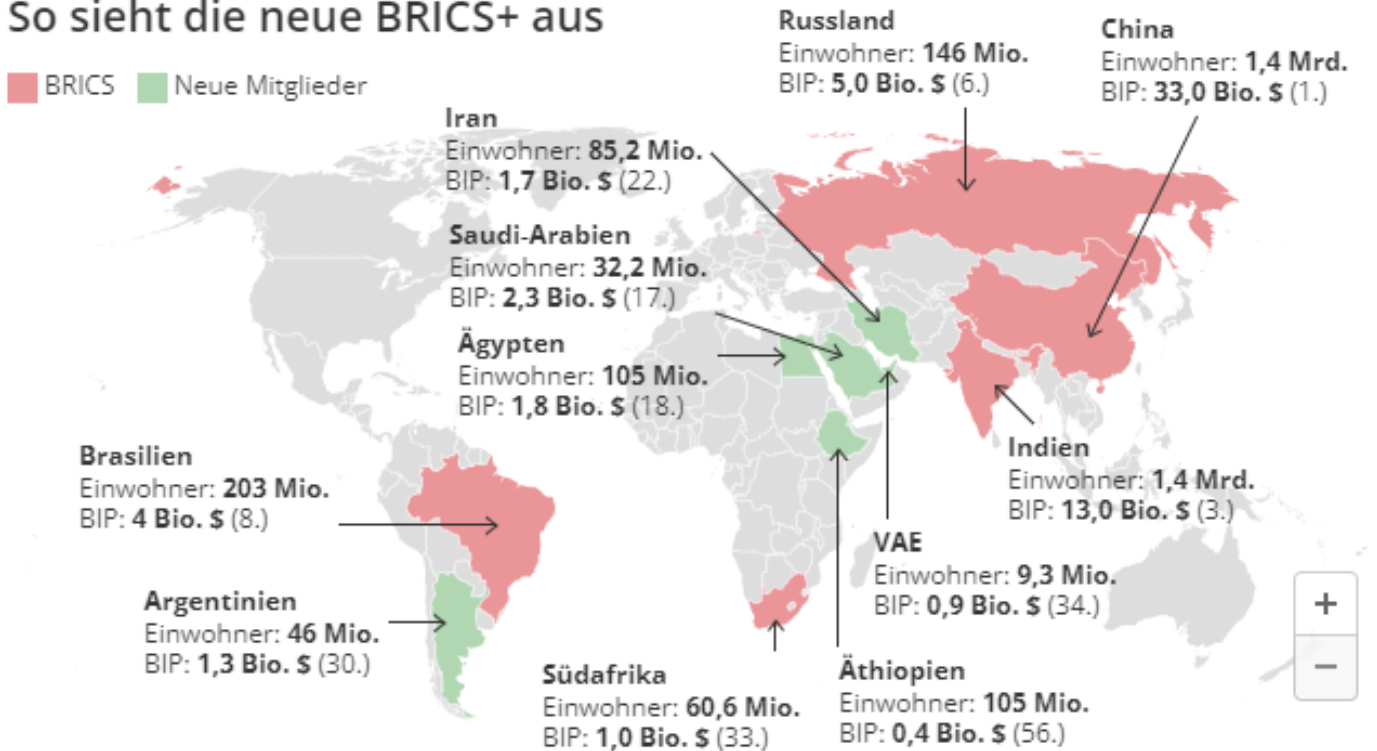 So sieht die neue BRICS+ aus
BRICS
Neue Mitglieder
Russland
Einwohner: 146 Mio.
BIP: 5,0 Bio. $ (6.)
China
Einwohner: 1,4 Mrd.
BIP: 33,0 Bio. $ (1.)
Iran
Einwohner: 85,2 Mio.
BIP: 1,7 Bio. $ (22.)
Saudi-Arabien
Einwohner: 32,2 Mio.
BIP: 2,3 Bio. $ (17.)
Ägypten
Einwohner: 105 Mio.
BIP: 1,8 Bio. $ (18.)
Brasilien
Einwohner: 203 Mio.
BIP: 4 Bio. $ (8.)
Indien
Einwohner: 1,4 Mrd.
BIP: 13,0 Bio. $ (3.)
VAE
Einwohner: 9,3 Mio.
BIP: 0,9 Bio. $ (34.)
Argentinien
Einwohner: 46 Mio.
BIP: 1,3 Bio. $ (30.)
Südafrika
Einwohner: 60,6 Mio.
BIP: 1,0 Bio. $ (33.)
Äthiopien
Einwohner: 105 Mio.
BIP: 0,4 Bio. $ (56.)
+
−